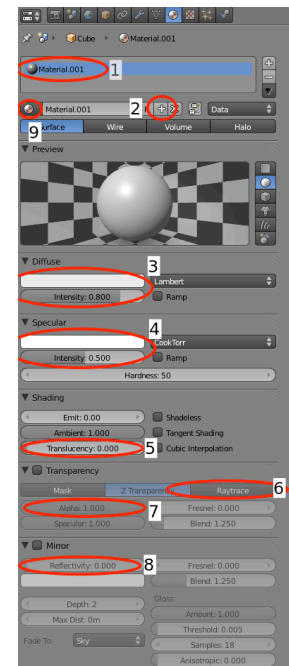 Cube Material.001
Material.001 1
2
Material.001 Data
9
Surface Wire Volume Halo
Preview
Diffuse
3
Lambert
Intensity: 0.800 Ramp
Specular
4
CookTorr
Intensity: 0.500 Ramp
Hardness: 50
Shading
Emit: 0.00 Shadeless
Ambient: 1.000 Tangent Shading
Translucency: 0.000 5 Cubic Interpolation
Transparency
Mask Z Transparency Raytrace 6
Alpha: 1.000 7 Fresnel: 0.000
Specular: 1.000 Blend: 1.250
Mirror
Reflectivity: 0.000 8 Fresnel: 0.000
Blend: 1.250
Gloss:
Depth: 2 Amount: 1.000
Max Dist: 0m Threshold: 0.005
Fade To: Sky Samples: 18
Anisotropic: 0.000